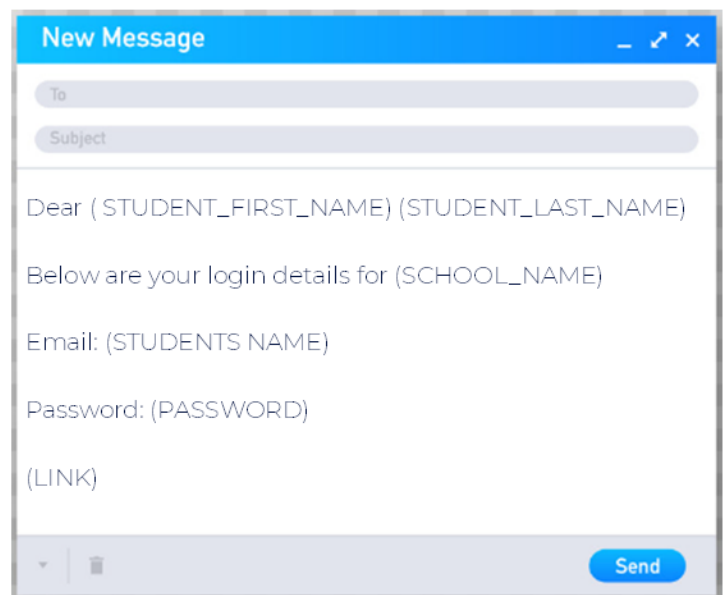 New Message
To
Subject
Dear ( STUDENT_FIRST_NAME) (STUDENT_LAST_NAME)
Below are your login details for (SCHOOL_NAME)
Email: (STUDENTS NAME)
Password: (PASSWORD)
(LINK)
Send